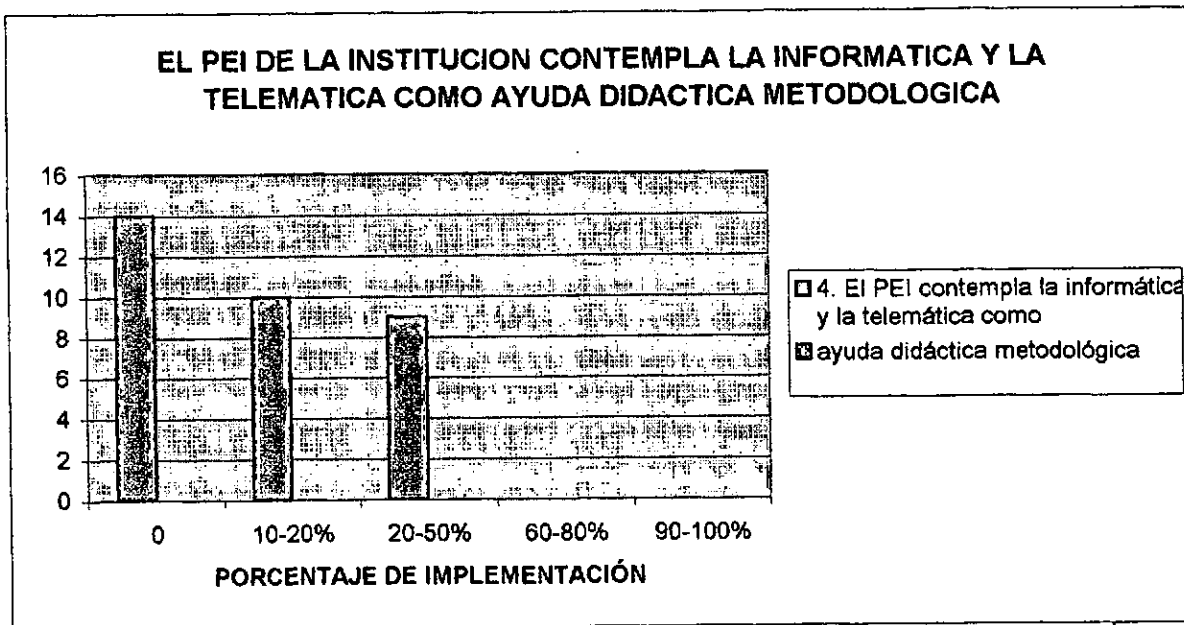 EL PEI DE LA INSTITUCION CONTEMPLA LA INFORMATICA Y LA
TELEMATICA COMO AYUDA DIDACTICA METODOLOGICA
16
14
12
10
8
6
4
2
0
0 10-20% 20-50% 60-80% 90-100%
PORCENTAJE DE IMPLEMENTACIÓN
4. El PEI contempla la informática
y la telemática como
ayuda didáctica metodológica